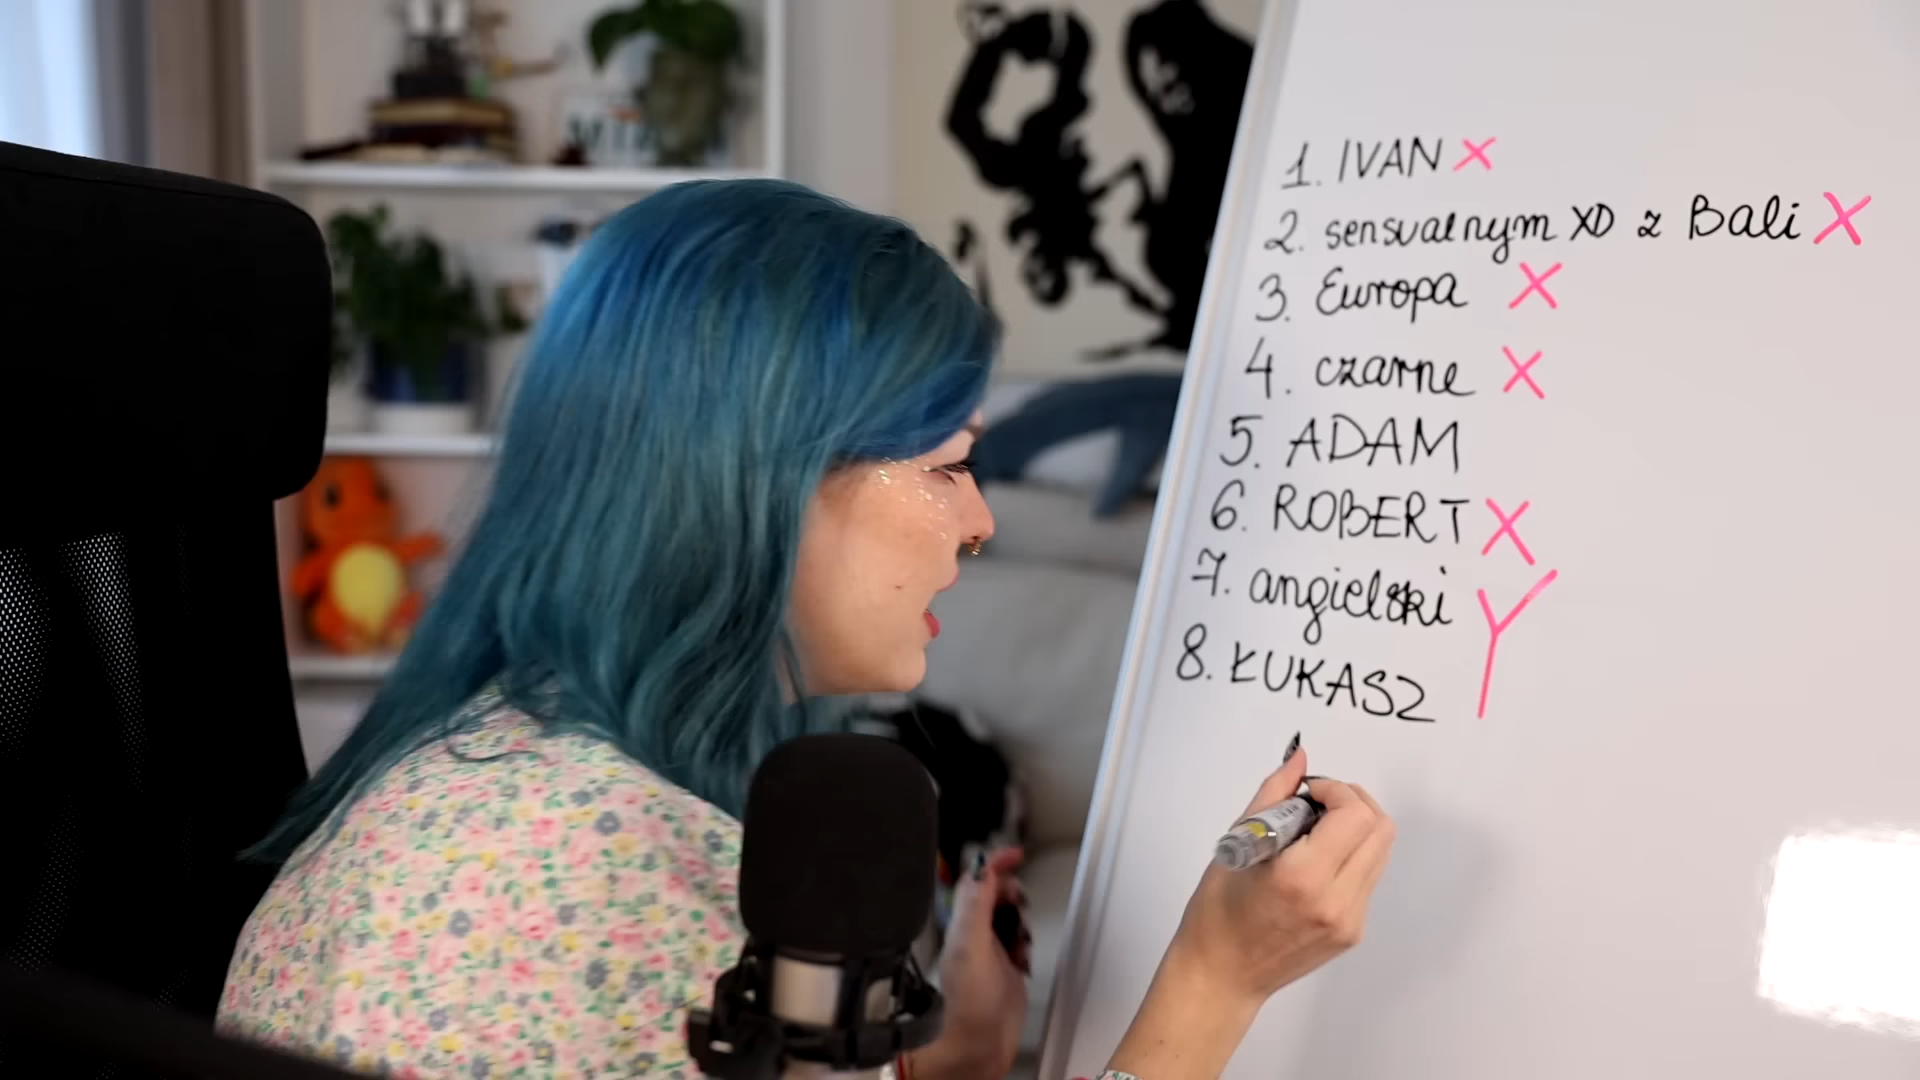 1. IVAN X
2. sensualnym XD z Bali X
3. Europa X
4. czarne X
5. ADAM
6. ROBERT X
7. angielski Y
8. ŁUKASZ